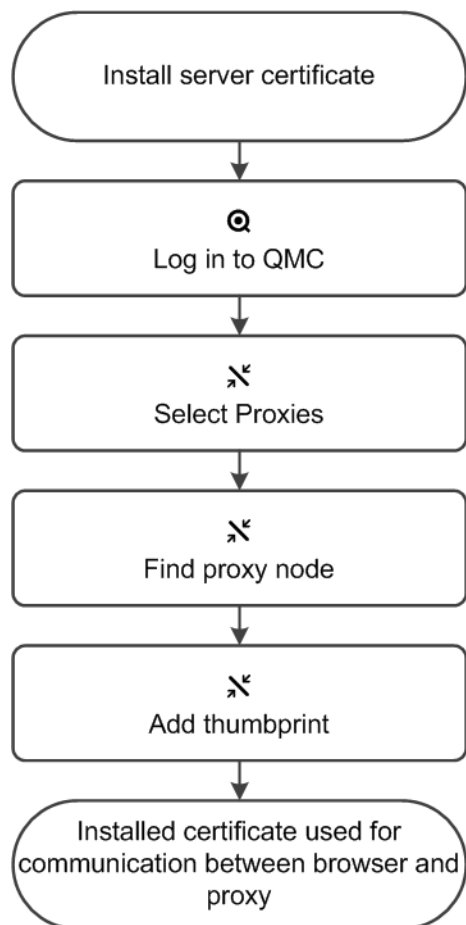 Install server certificate
Log in to QMC
Select Proxies
Find proxy node
Add thumbprint
Installed certificate used for
communication between browser and
proxy